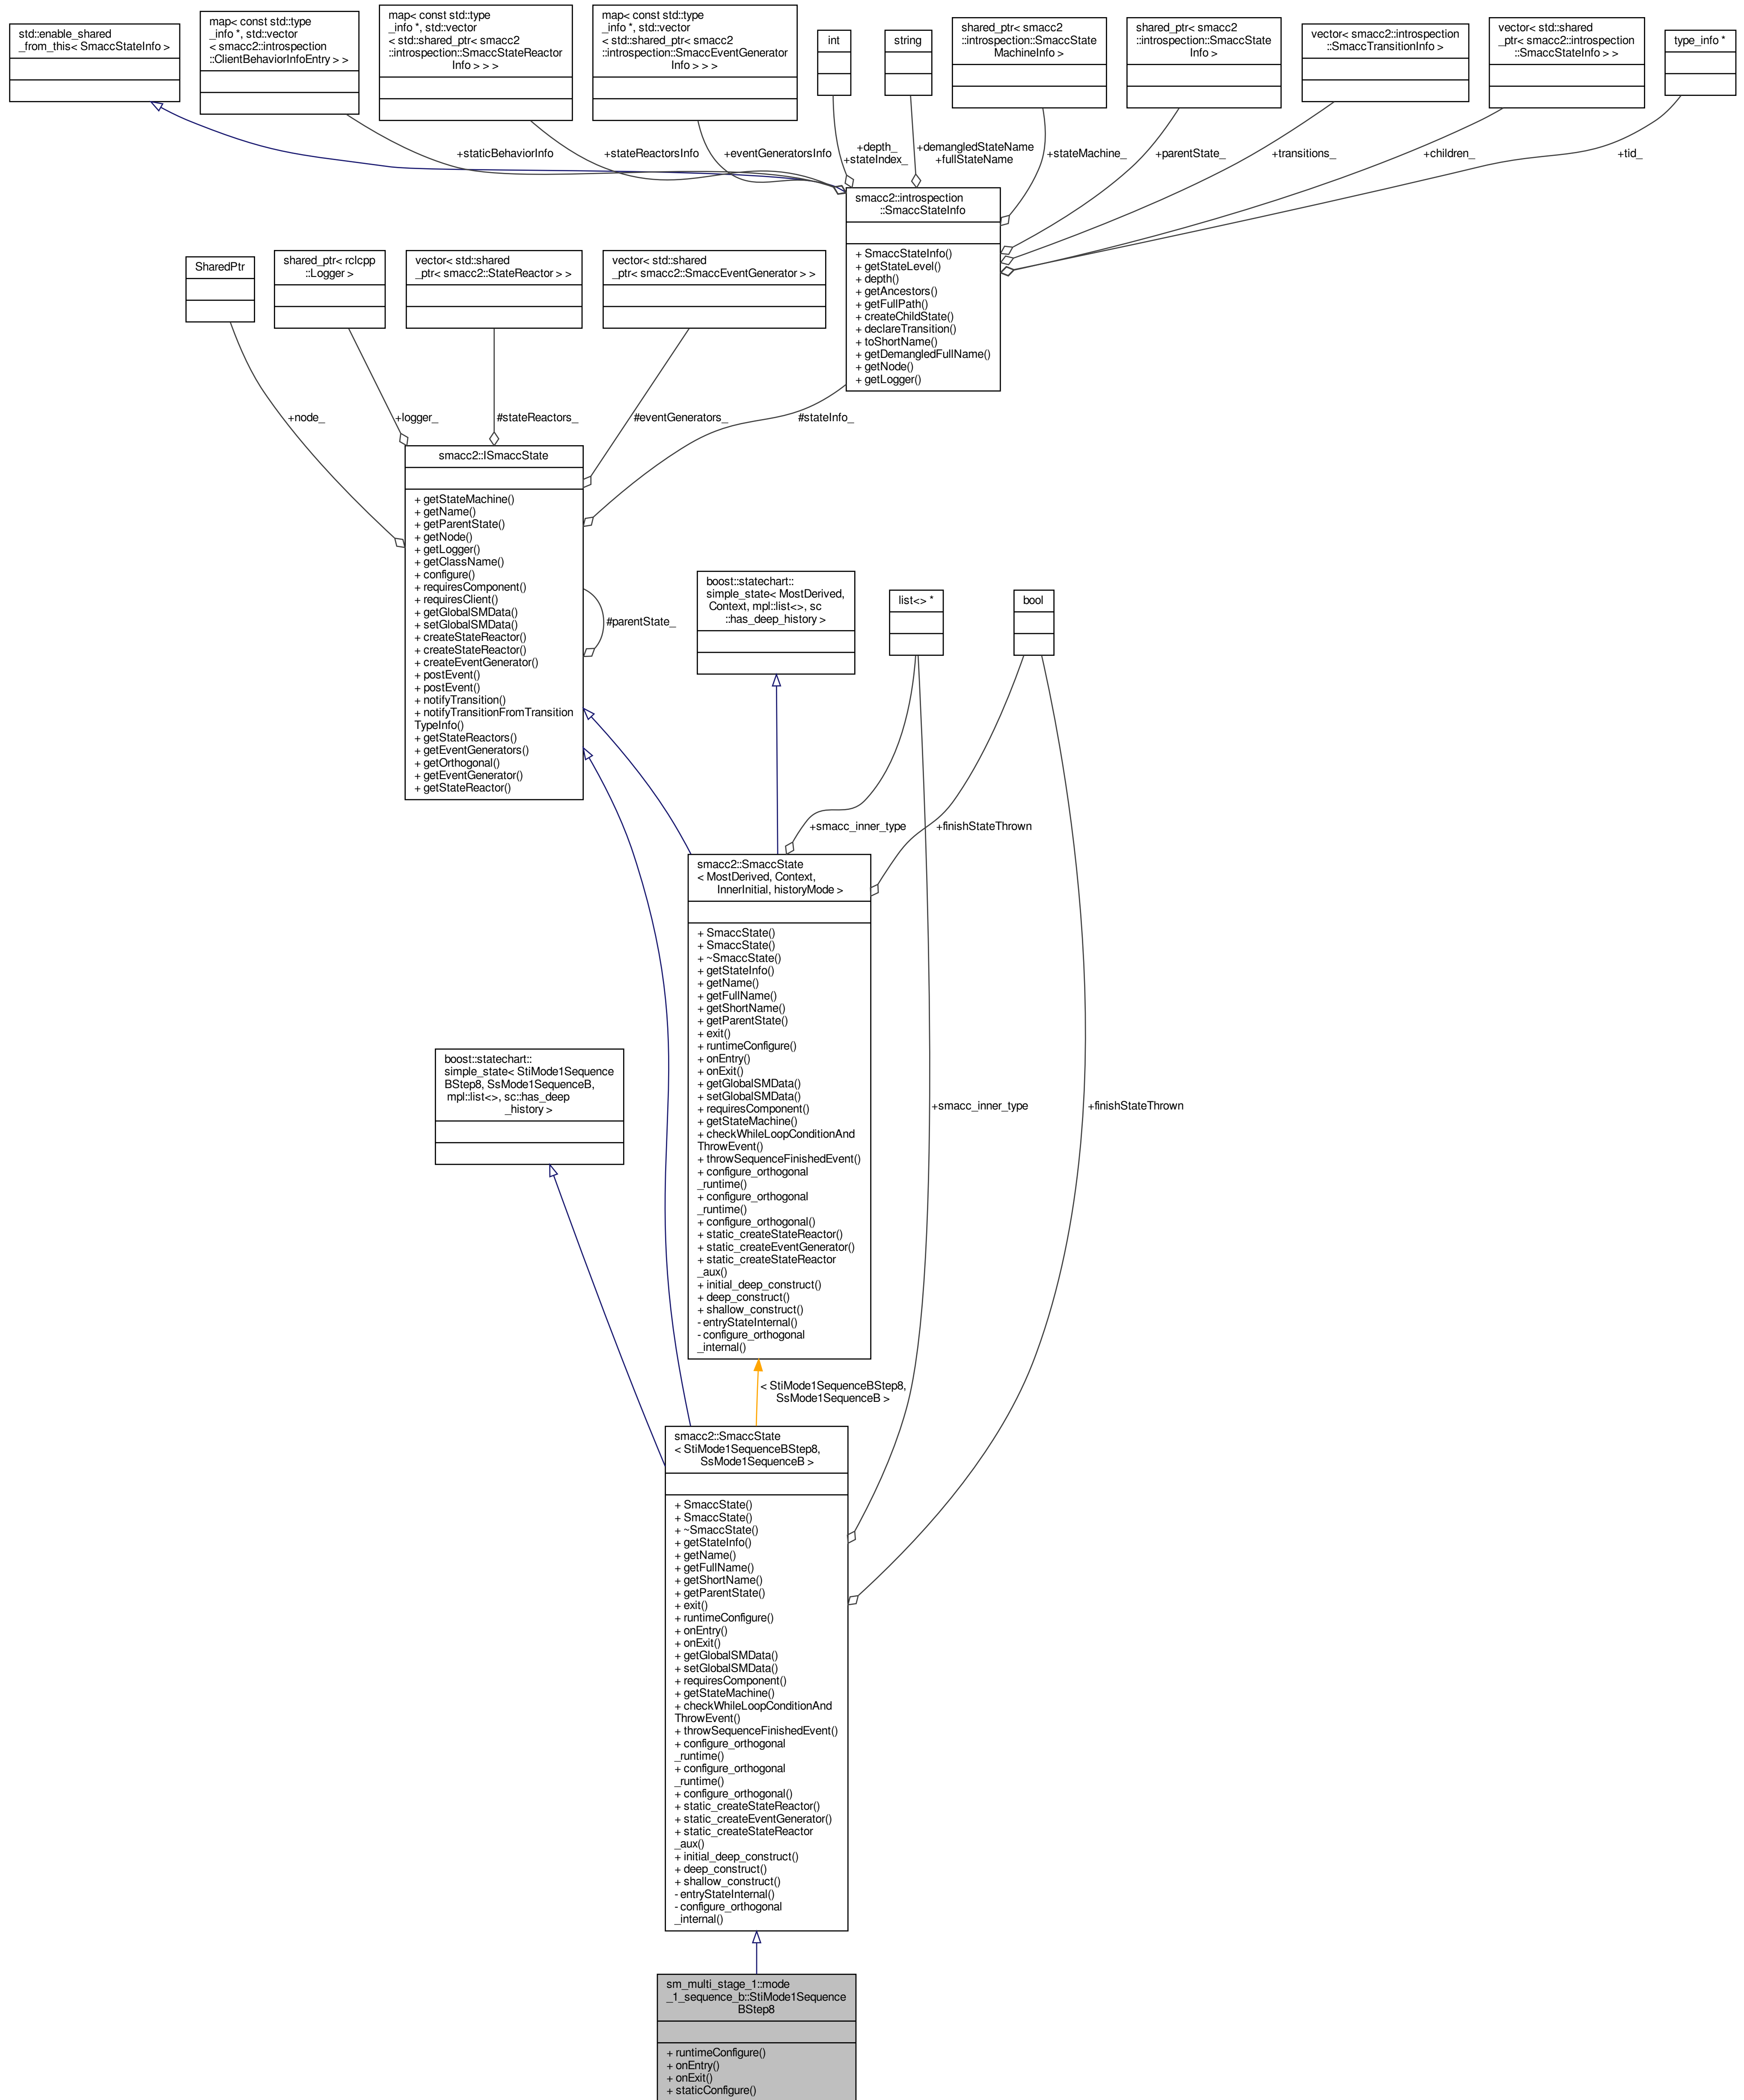 std::enable_shared
_from_this< SmaccStateInfo >
map< const std::type
_info *, std::vector
< smacc2::introspection
::ClientBehaviorInfoEntry > >
map< const std::type
_info *, std::vector
< std::shared_ptr< smacc2
::introspection::SmaccStateReactor
Info > > >
map< const std::type
_info *, std::vector
< std::shared_ptr< smacc2
::introspection::SmaccEventGenerator
Info > > >
int
string
shared_ptr< smacc2
::introspection::SmaccState
MachineInfo >
shared_ptr< smacc2
::introspection::SmaccState
Info >
vector< smacc2::introspection
::SmaccTransitionInfo >
vector< std::shared
_ptr< smacc2::introspection
::SmaccStateInfo > >
type_info *
+staticBehaviorInfo
+stateReactorsInfo
+eventGeneratorsInfo
+depth_
+stateIndex_
+demangledStateName
+fullStateName
+stateMachine_
+parentState_
+transitions_
+children_
+tid_
smacc2::introspection
::SmaccStateInfo
+ SmaccStateInfo()
+ getStateLevel()
+ depth()
+ getAncestors()
+ getFullPath()
+ createChildState()
+ declareTransition()
+ toShortName()
+ getDemangledFullName()
+ getNode()
+ getLogger()
SharedPtr
shared_ptr< rclcpp
::Logger >
vector< std::shared
_ptr< smacc2::StateReactor > >
vector< std::shared
_ptr< smacc2::SmaccEventGenerator > >
+node_
+logger_
#stateReactors_
#eventGenerators_
#stateInfo_
smacc2::ISmaccState
+ getStateMachine()
+ getName()
+ getParentState()
+ getNode()
+ getLogger()
+ getClassName()
+ configure()
+ requiresComponent()
+ requiresClient()
+ getGlobalSMData()
+ setGlobalSMData()
+ createStateReactor()
+ createStateReactor()
+ createEventGenerator()
+ postEvent()
+ postEvent()
+ notifyTransition()
+ notifyTransitionFromTransition
TypeInfo()
+ getStateReactors()
+ getEventGenerators()
+ getOrthogonal()
+ getEventGenerator()
+ getStateReactor()
#parentState_
boost::statechart::
simple_state< MostDerived,
Context, mpl::list<>, sc
::has_deep_history >
list<> *
bool
+smacc_inner_type
+finishStateThrown
smacc2::SmaccState
< MostDerived, Context,
InnerInitial, historyMode >
+ SmaccState()
+ SmaccState()
+ ~SmaccState()
+ getStateInfo()
+ getName()
+ getFullName()
+ getShortName()
+ getParentState()
+ exit()
+ runtimeConfigure()
+ onEntry()
+ onExit()
+ getGlobalSMData()
+ setGlobalSMData()
+ requiresComponent()
+ getStateMachine()
+ checkWhileLoopConditionAnd
ThrowEvent()
+ throwSequenceFinishedEvent()
+ configure_orthogonal
_runtime()
+ configure_orthogonal
_runtime()
+ configure_orthogonal()
+ static_createStateReactor()
+ static_createEventGenerator()
+ static_createStateReactor
_aux()
+ initial_deep_construct()
+ deep_construct()
+ shallow_construct()
- entryStateInternal()
- configure_orthogonal
_internal()
boost::statechart::
simple_state< StiMode1Sequence
BStep8, SsMode1SequenceB,
mpl::list<>, sc::has_deep
_history >
+smacc_inner_type
+finishStateThrown
< StiMode1SequenceBStep8,
SsMode1SequenceB >
smacc2::SmaccState
< StiMode1SequenceBStep8,
SsMode1SequenceB >
+ SmaccState()
+ SmaccState()
+ ~SmaccState()
+ getStateInfo()
+ getName()
+ getFullName()
+ getShortName()
+ getParentState()
+ exit()
+ runtimeConfigure()
+ onEntry()
+ onExit()
+ getGlobalSMData()
+ setGlobalSMData()
+ requiresComponent()
+ getStateMachine()
+ checkWhileLoopConditionAnd
ThrowEvent()
+ throwSequenceFinishedEvent()
+ configure_orthogonal
_runtime()
+ configure_orthogonal
_runtime()
+ configure_orthogonal()
+ static_createStateReactor()
+ static_createEventGenerator()
+ static_createStateReactor
_aux()
+ initial_deep_construct()
+ deep_construct()
+ shallow_construct()
- entryStateInternal()
- configure_orthogonal
_internal()
sm_multi_stage_1::mode
_1_sequence_b::StiMode1Sequence
BStep8
+ runtimeConfigure()
+ onEntry()
+ onExit()
+ staticConfigure()